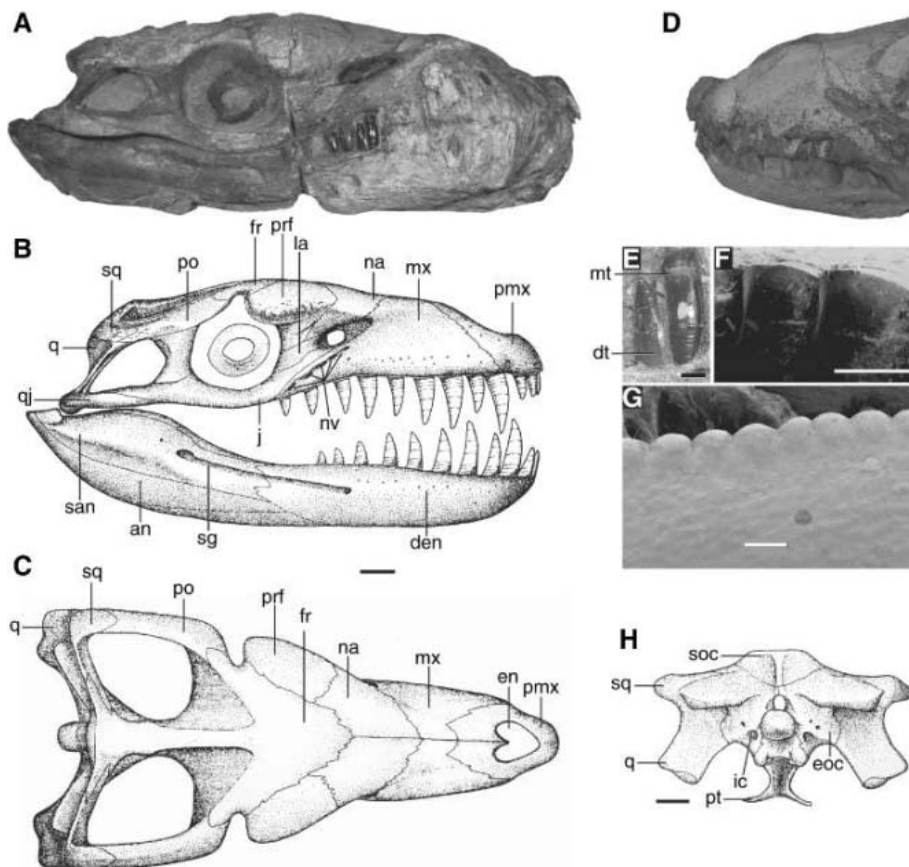 A
D
B
fr
prf
la
po
na
mx
sq
pmx
q
qj
j
nv
san
an
sg
den
E
mt
dt
F
G
C
sq
po
q
prf
fr
na
mx
en
pmx
H
soc
sq
q
ic
eoc
pt